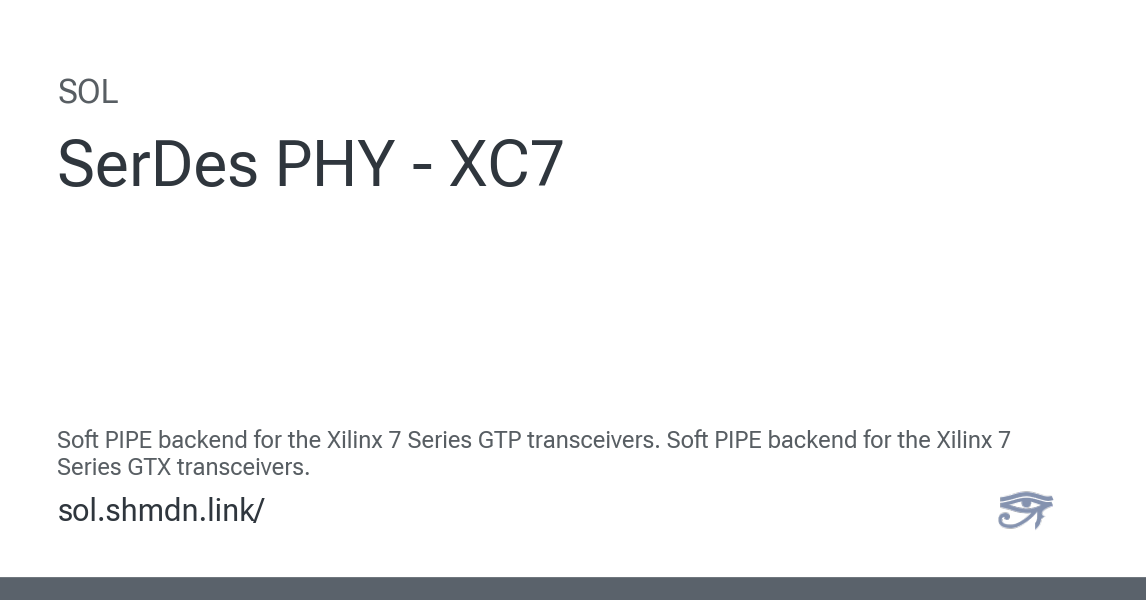 SOL
SerDes PHY - XC7
Soft PIPE backend for the Xilinx 7 Series GTP transceivers. Soft PIPE backend for the Xilinx 7
Series GTX transceivers.
sol.shmdn.link/